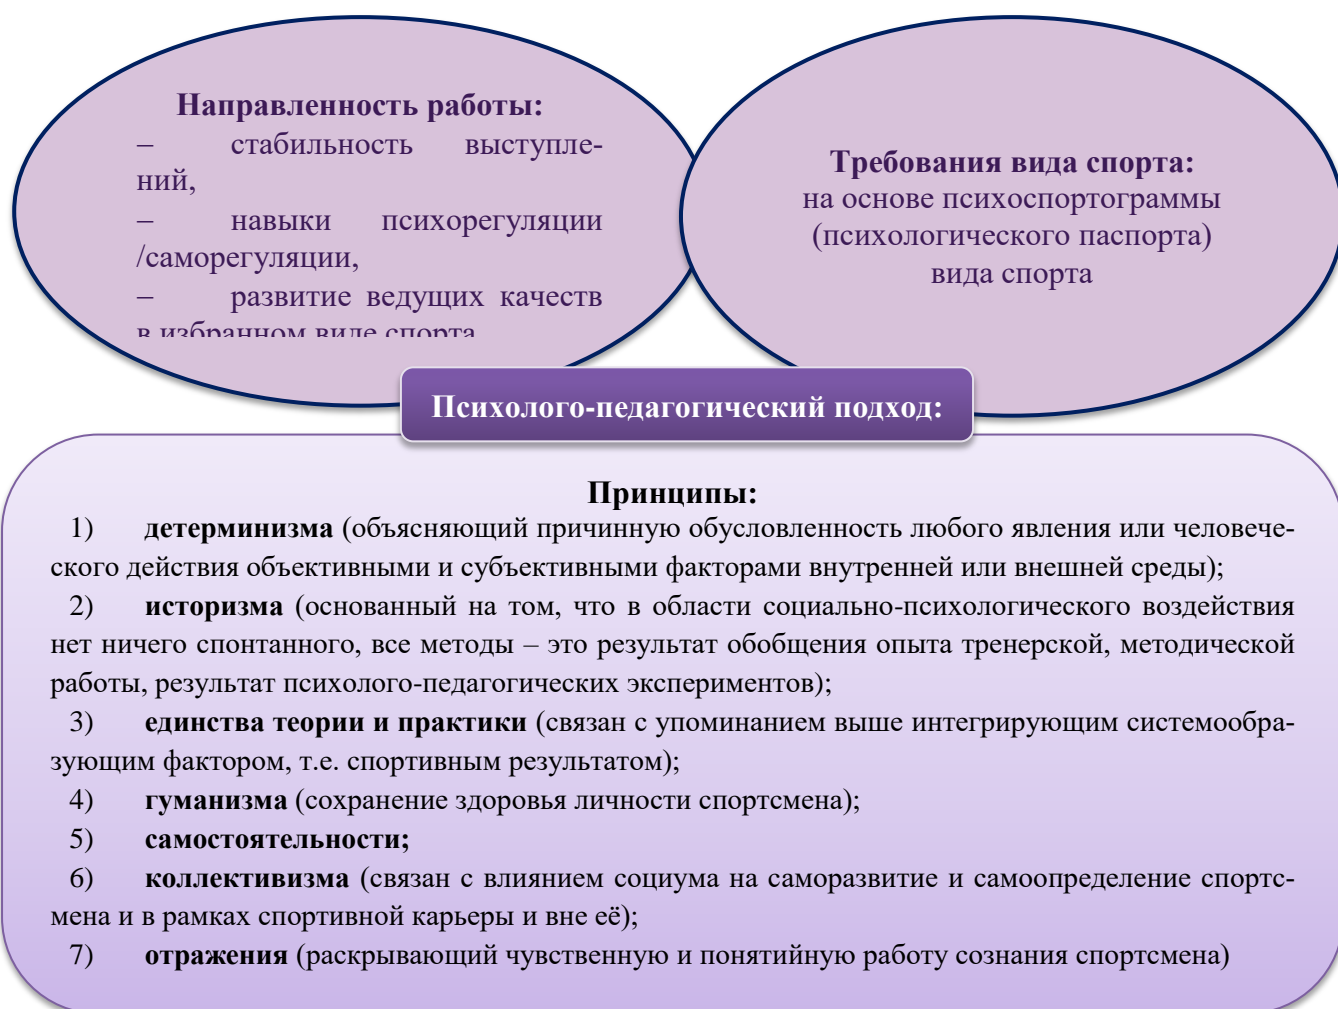 Направленность работы:
– стабильность выступле-
ний,
– навыки психорегуляции
/саморегуляции,
– развитие ведущих качеств
в избранном виде спорта
Требования вида спорта:
на основе психоспортограммы
(психологического паспорта)
вида спорта
Психолого-педагогический подход:
Принципы:
1) детерминизма (объясняющий причинную обусловленность любого явления или человече-
ского действия объективными и субъективными факторами внутренней или внешней среды);
2) историзма (основанный на том, что в области социально-психологического воздействия
нет ничего спонтанного, все методы – это результат обобщения опыта тренерской, методической
работы, результат психолого-педагогических экспериментов);
3) единства теории и практики (связан с упоминанием выше интегрирующим системообра-
зующим фактором, т.е. спортивным результатом);
4) гуманизма (сохранение здоровья личности спортсмена);
5) самостоятельности;
6) коллективизма (связан с влиянием социума на саморазвитие и самоопределение спортс-
мена и в рамках спортивной карьеры и вне её);
7) отражения (раскрывающий чувственную и понятийную работу сознания спортсмена)